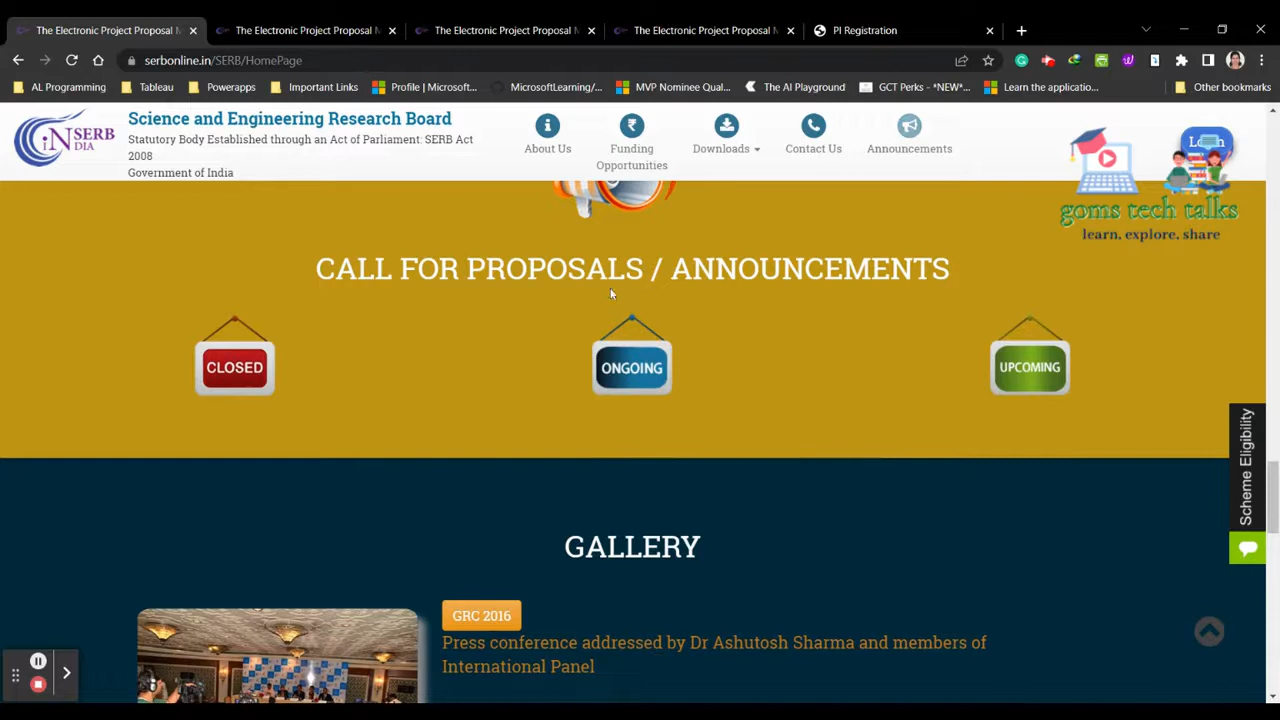 The Electronic Project Proposal M
The Electronic Project Proposal M
The Electronic Project Proposal M
The Electronic Project Proposal M
PI Registration
serbonline.in/SERB/HomePage
AL Programming
Tableau
Powerapps
Important Links
Profile | Microsoft...
MicrosoftLearning/...
MVP Nominee Qual...
The AI Playground
GCT Perks - *NEW*...
Learn the applicatio...
Other bookmarks
SERB
INDIA
Science and Engineering Research Board
Statutory Body Established through an Act of Parliament: SERB Act
2008
Government of India
About Us
Funding
Opportunities
Downloads
Contact Us
Announcements
goms tech talks
learn. explore. share
CALL FOR PROPOSALS / ANNOUNCEMENTS
CLOSED
ONGOING
UPCOMING
Scheme Eligibility
GALLERY
GRC 2016
Press conference addressed by Dr Ashutosh Sharma and members of
International Panel